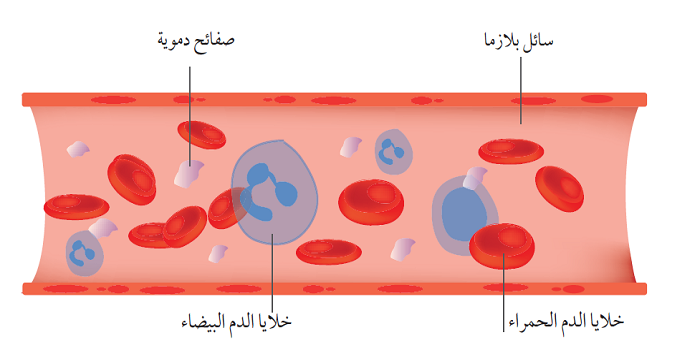 سائل بلازما
صفائح دموية
خلايا الدم الحمراء
خلايا الدم البيضاء